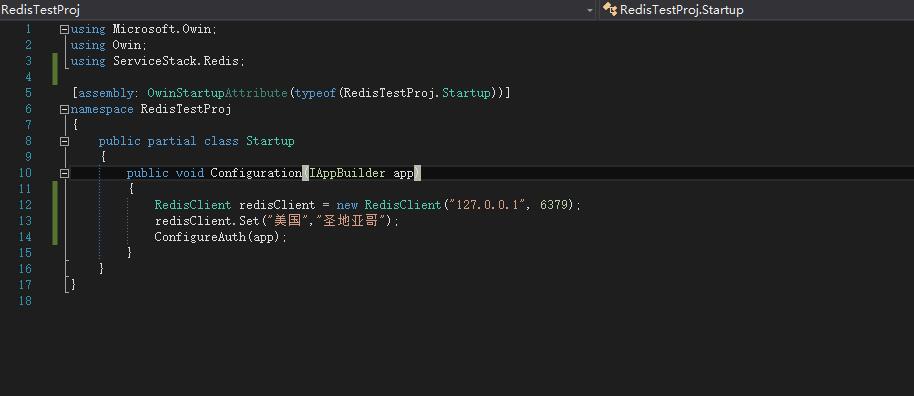 RedisTestProj RedisTestProj.Startup
1 using Microsoft.Owin;
2 using Owin;
3 using ServiceStack.Redis;
4
5 [assembly: OwinStartupAttribute(typeof(RedisTestProj.Startup))]
6 namespace RedisTestProj
7 {
8 public partial class Startup
9 {
10 public void Configuration(IAppBuilder app)
11 {
12 RedisClient redisClient = new RedisClient("127.0.0.1", 6379);
13 redisClient.Set("美国","圣地亚哥");
14 ConfigureAuth(app);
15 }
16 }
17 }
18